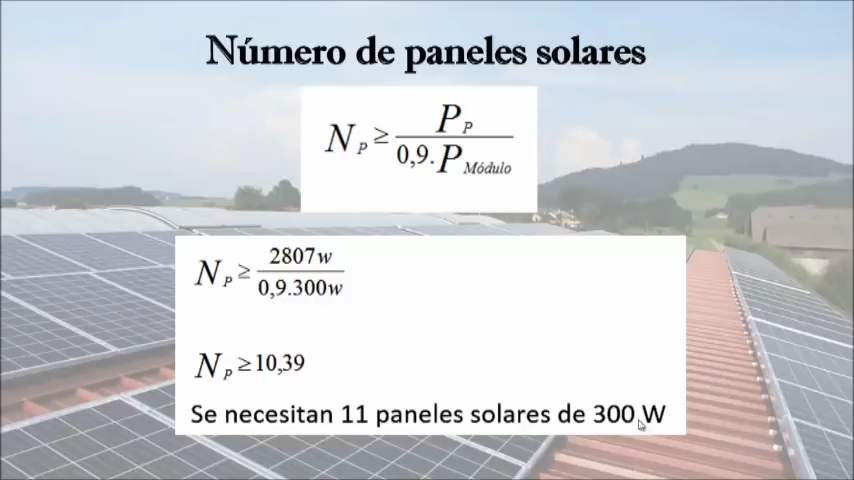 Número de paneles solares
N_P ≥ P_P / 0,9.P_Módulo
N_P ≥ 2807w / 0,9.300w
N_P ≥ 10,39
Se necesitan 11 paneles solares de 300 W